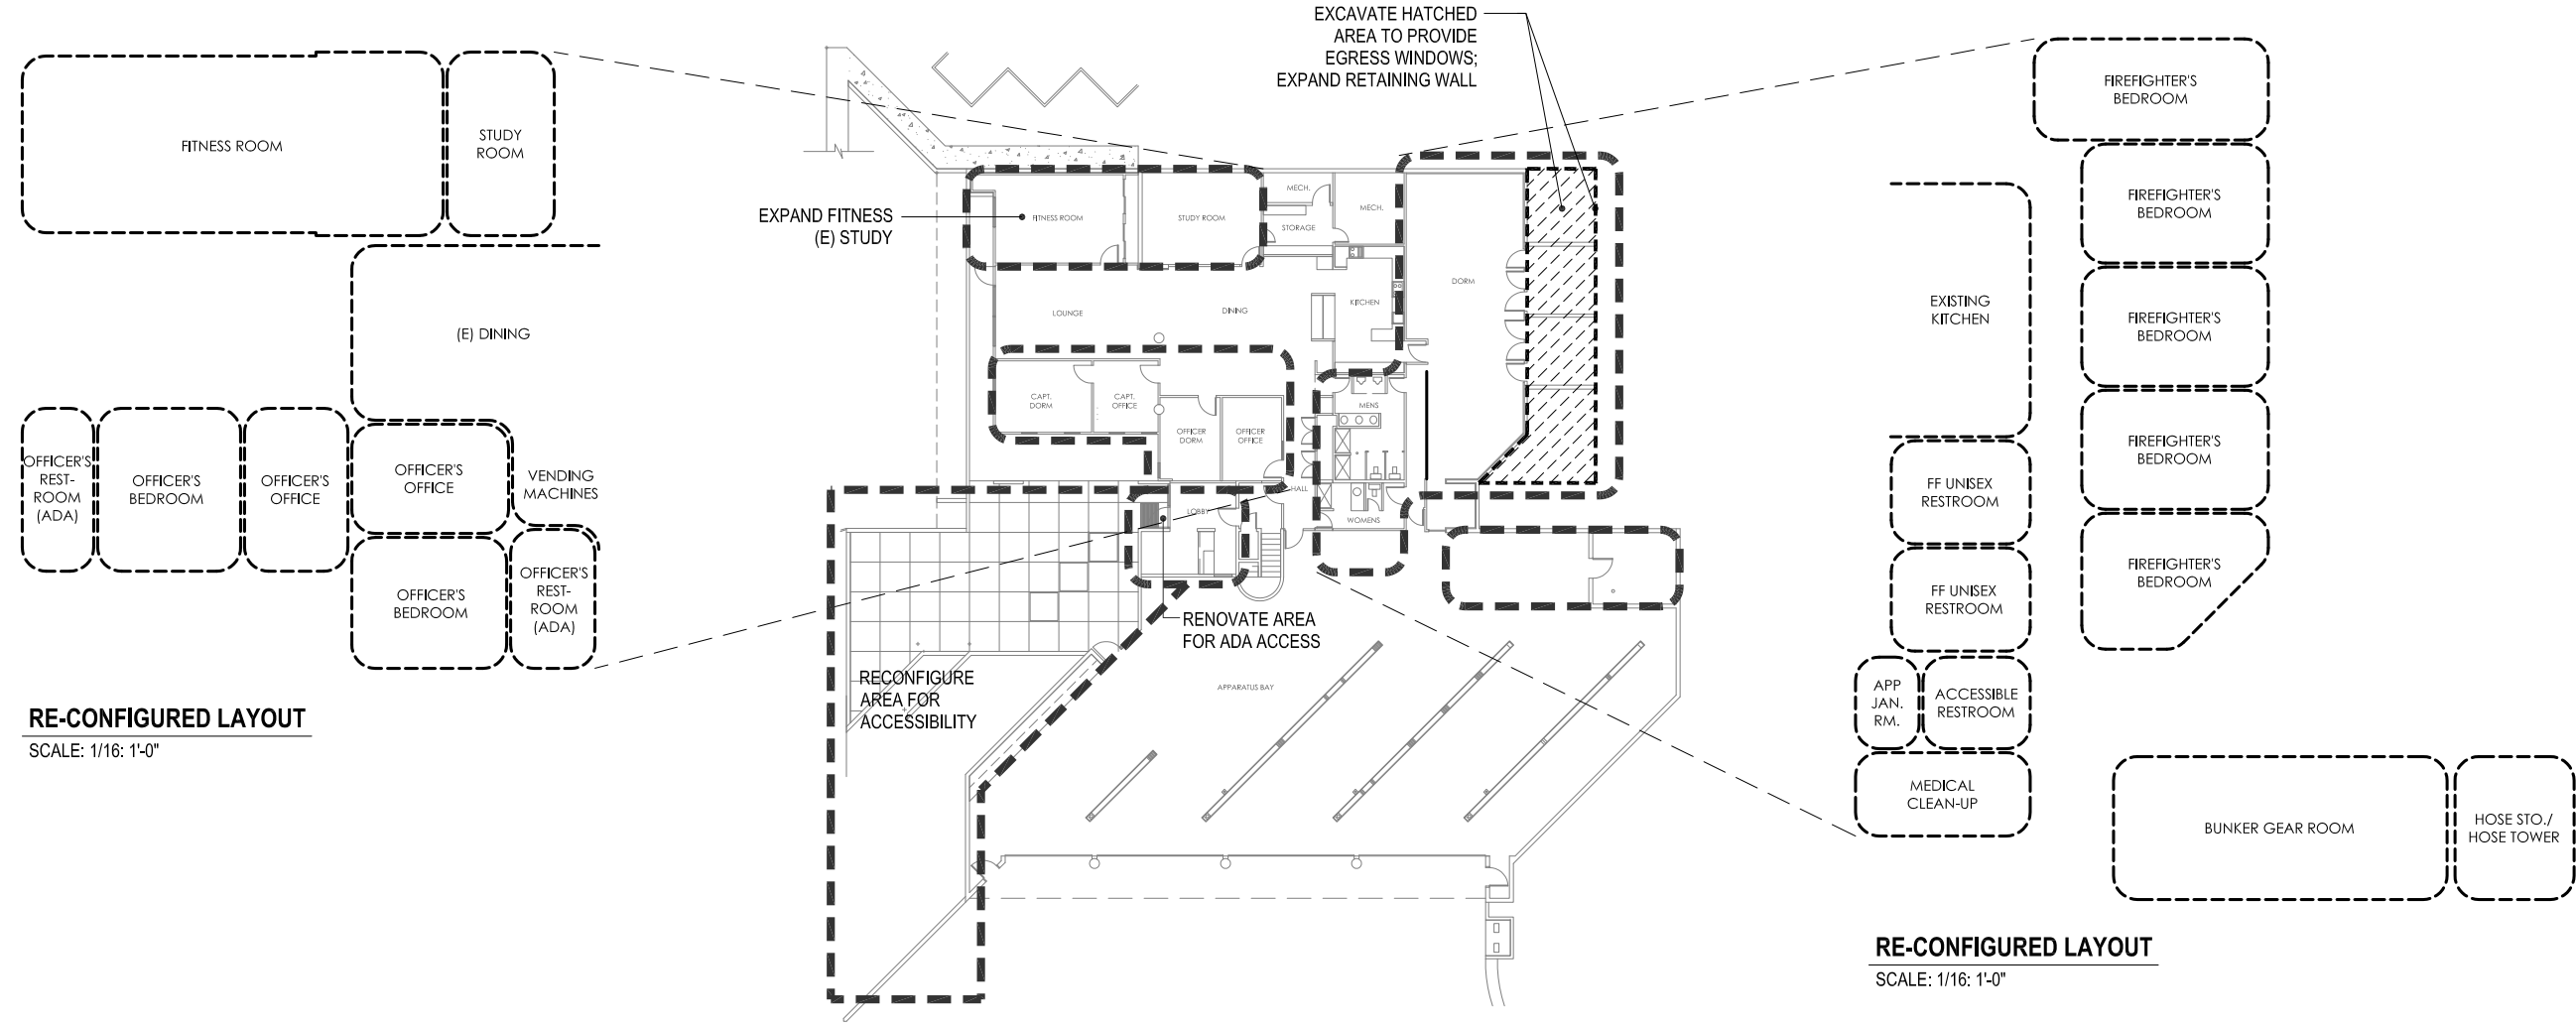 FITNESS ROOM
STUDY
ROOM
(E) DINING
OFFICER'S
REST-
ROOM
(ADA)
OFFICER'S
BEDROOM
OFFICER'S
OFFICE
OFFICER'S
OFFICE
VENDING
MACHINES
OFFICER'S
BEDROOM
OFFICER'S
REST-
ROOM
(ADA)
RE-CONFIGURED LAYOUT
SCALE: 1/16: 1'-0"
EXCAVATE HATCHED
AREA TO PROVIDE
EGRESS WINDOWS;
EXPAND RETAINING WALL
EXPAND FITNESS
(E) STUDY
FITNESS ROOM
STUDY ROOM
MECH.
STORAGE
MECH.
DORM
LOUNGE
DINING
KITCHEN
CAPT.
DORM
CAPT.
OFFICE
OFFICER
DORM
OFFICER
OFFICE
MENS
HALL
LOBBY
WOMENS
RENOVATE AREA
FOR ADA ACCESS
RECONFIGURE
AREA FOR
ACCESSIBILITY
APPARATUS BAY
FIREFIGHTER'S
BEDROOM
FIREFIGHTER'S
BEDROOM
EXISTING
KITCHEN
FIREFIGHTER'S
BEDROOM
FIREFIGHTER'S
BEDROOM
FF UNISEX
RESTROOM
FIREFIGHTER'S
BEDROOM
FF UNISEX
RESTROOM
APP
JAN.
RM.
ACCESSIBLE
RESTROOM
MEDICAL
CLEAN-UP
BUNKER GEAR ROOM
HOSE STO./
HOSE TOWER
RE-CONFIGURED LAYOUT
SCALE: 1/16: 1'-0"